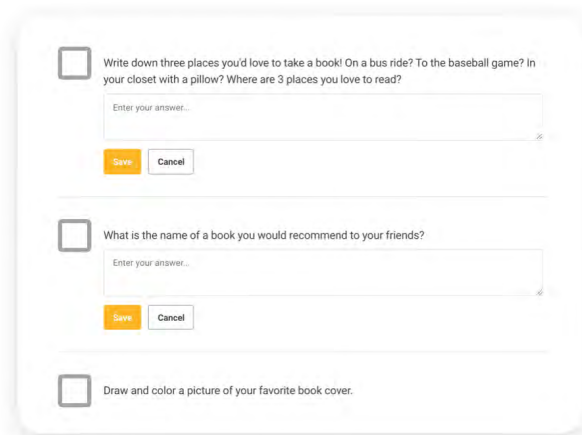 Write down three places you'd love to take a book! On a bus ride? To the baseball game? In
your closet with a pillow? Where are 3 places you love to read?
Enter your answer...
Save Cancel
What is the name of a book you would recommend to your friends?
Enter your answer...
Save Cancel
Draw and color a picture of your favorite book cover.